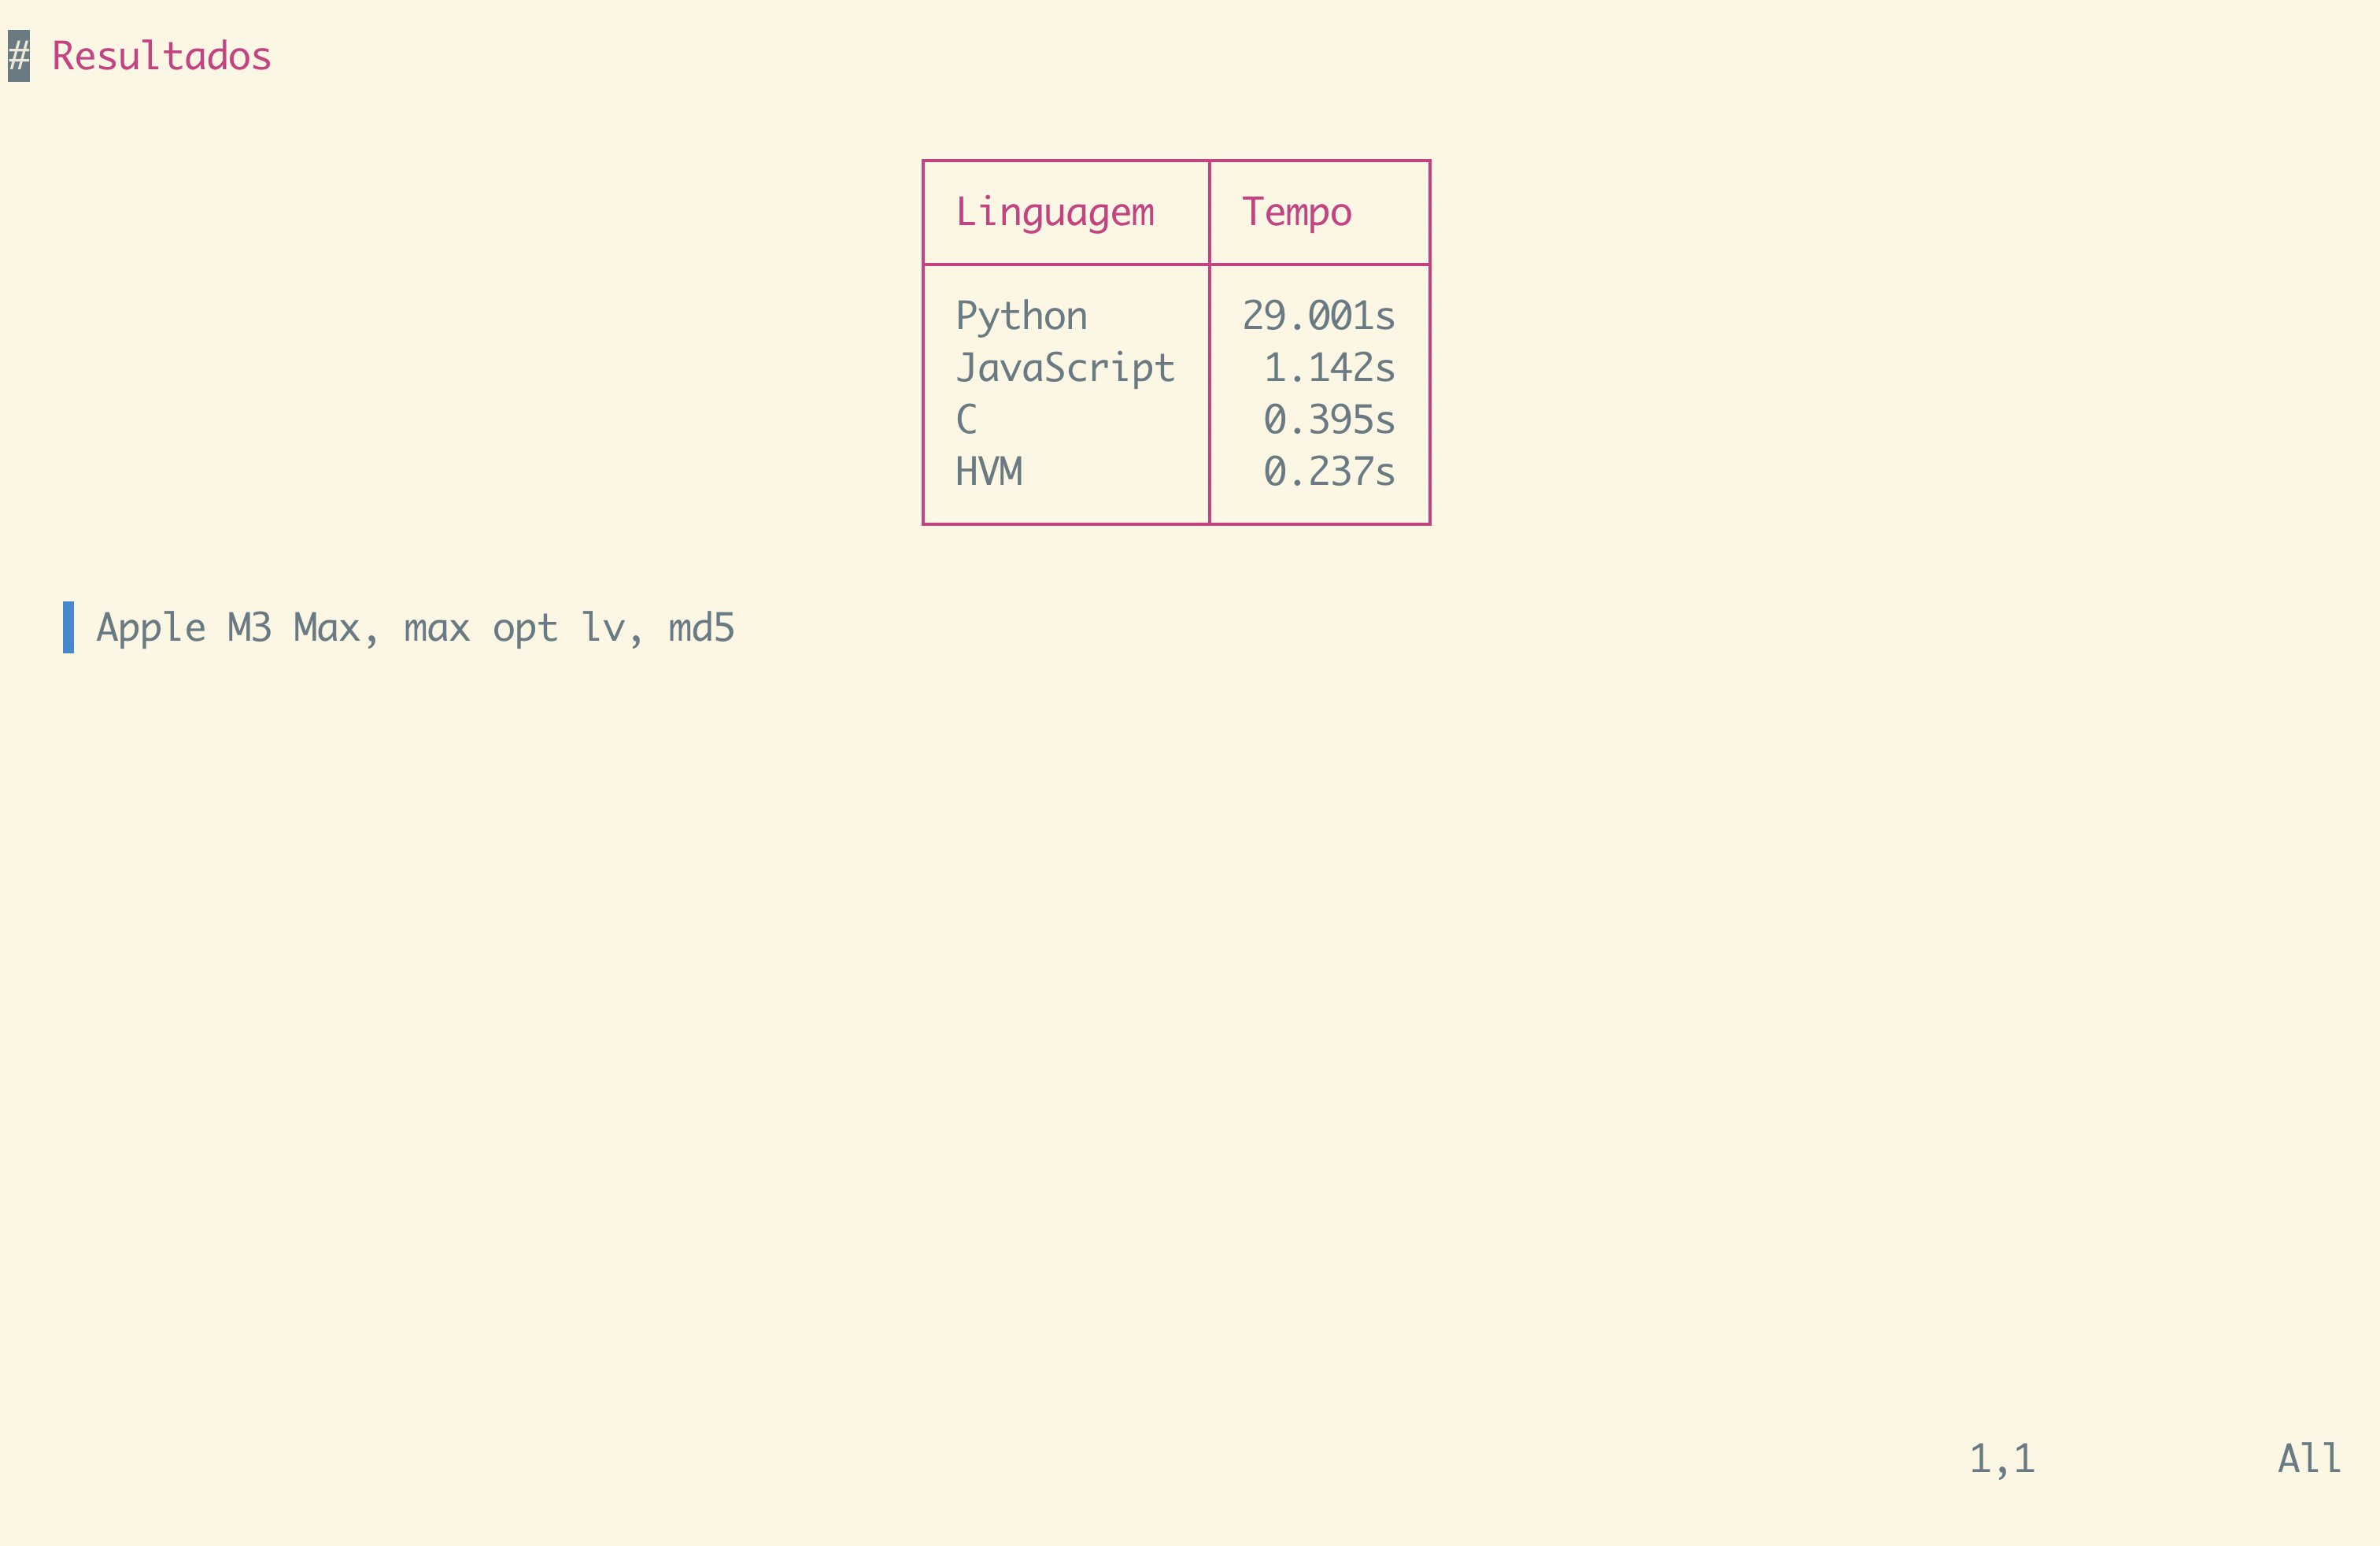 # Resultados
Linguagem Tempo
Python 29.001s
JavaScript 1.142s
C 0.395s
HVM 0.237s
Apple M3 Max, max opt lv, md5
1,1 All